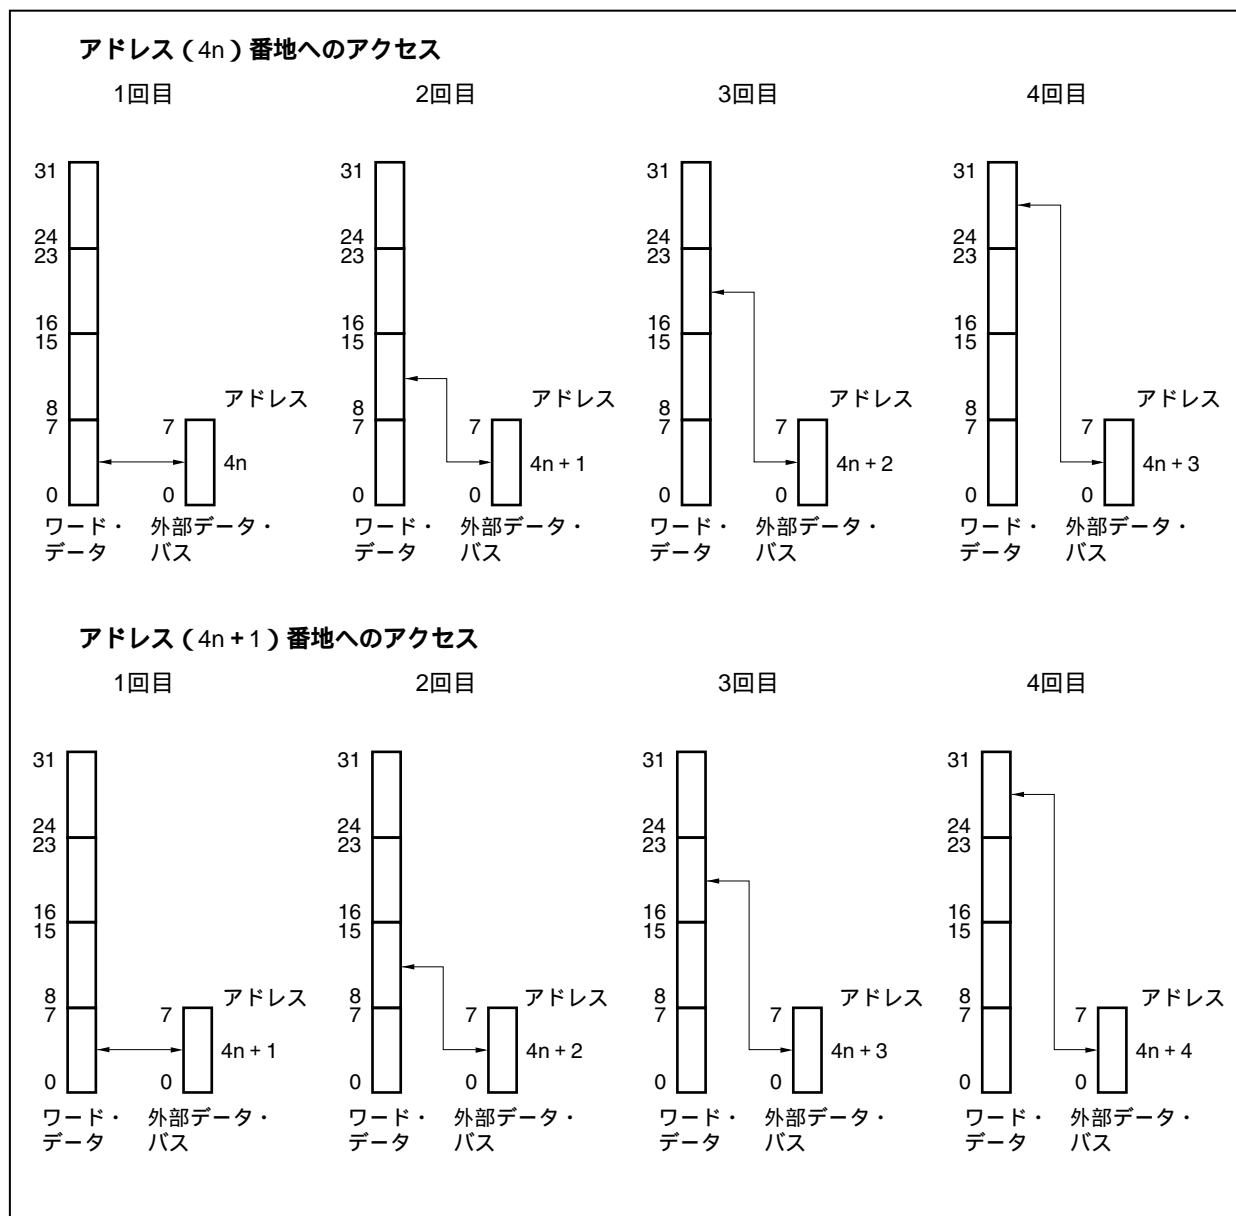 アドレス（4n）番地へのアクセス
1回目 2回目 3回目 4回目
31 31 31 31
24 24 24 24
23 23 23 23
16 16 16 16
15 15 15 15
アドレス アドレス アドレス アドレス
8 8 8 8
7 7 7 7 7 7 7 7
4n 4n + 1 4n + 2 4n + 3
0 0 0 0 0 0 0 0
ワード・ 外部データ・ ワード・ 外部データ・ ワード・ 外部データ・ ワード・ 外部データ・
データ バス データ バス データ バス データ バス
アドレス（4n + 1）番地へのアクセス
1回目 2回目 3回目 4回目
31 31 31 31
24 24 24 24
23 23 23 23
16 16 16 16
15 15 15 15
アドレス アドレス アドレス アドレス
8 8 8 8
7 7 7 7 7 7 7 7
4n + 1 4n + 2 4n + 3 4n + 4
0 0 0 0 0 0 0 0
ワード・ 外部データ・ ワード・ 外部データ・ ワード・ 外部データ・ ワード・ 外部データ・
データ バス データ バス データ バス データ バス